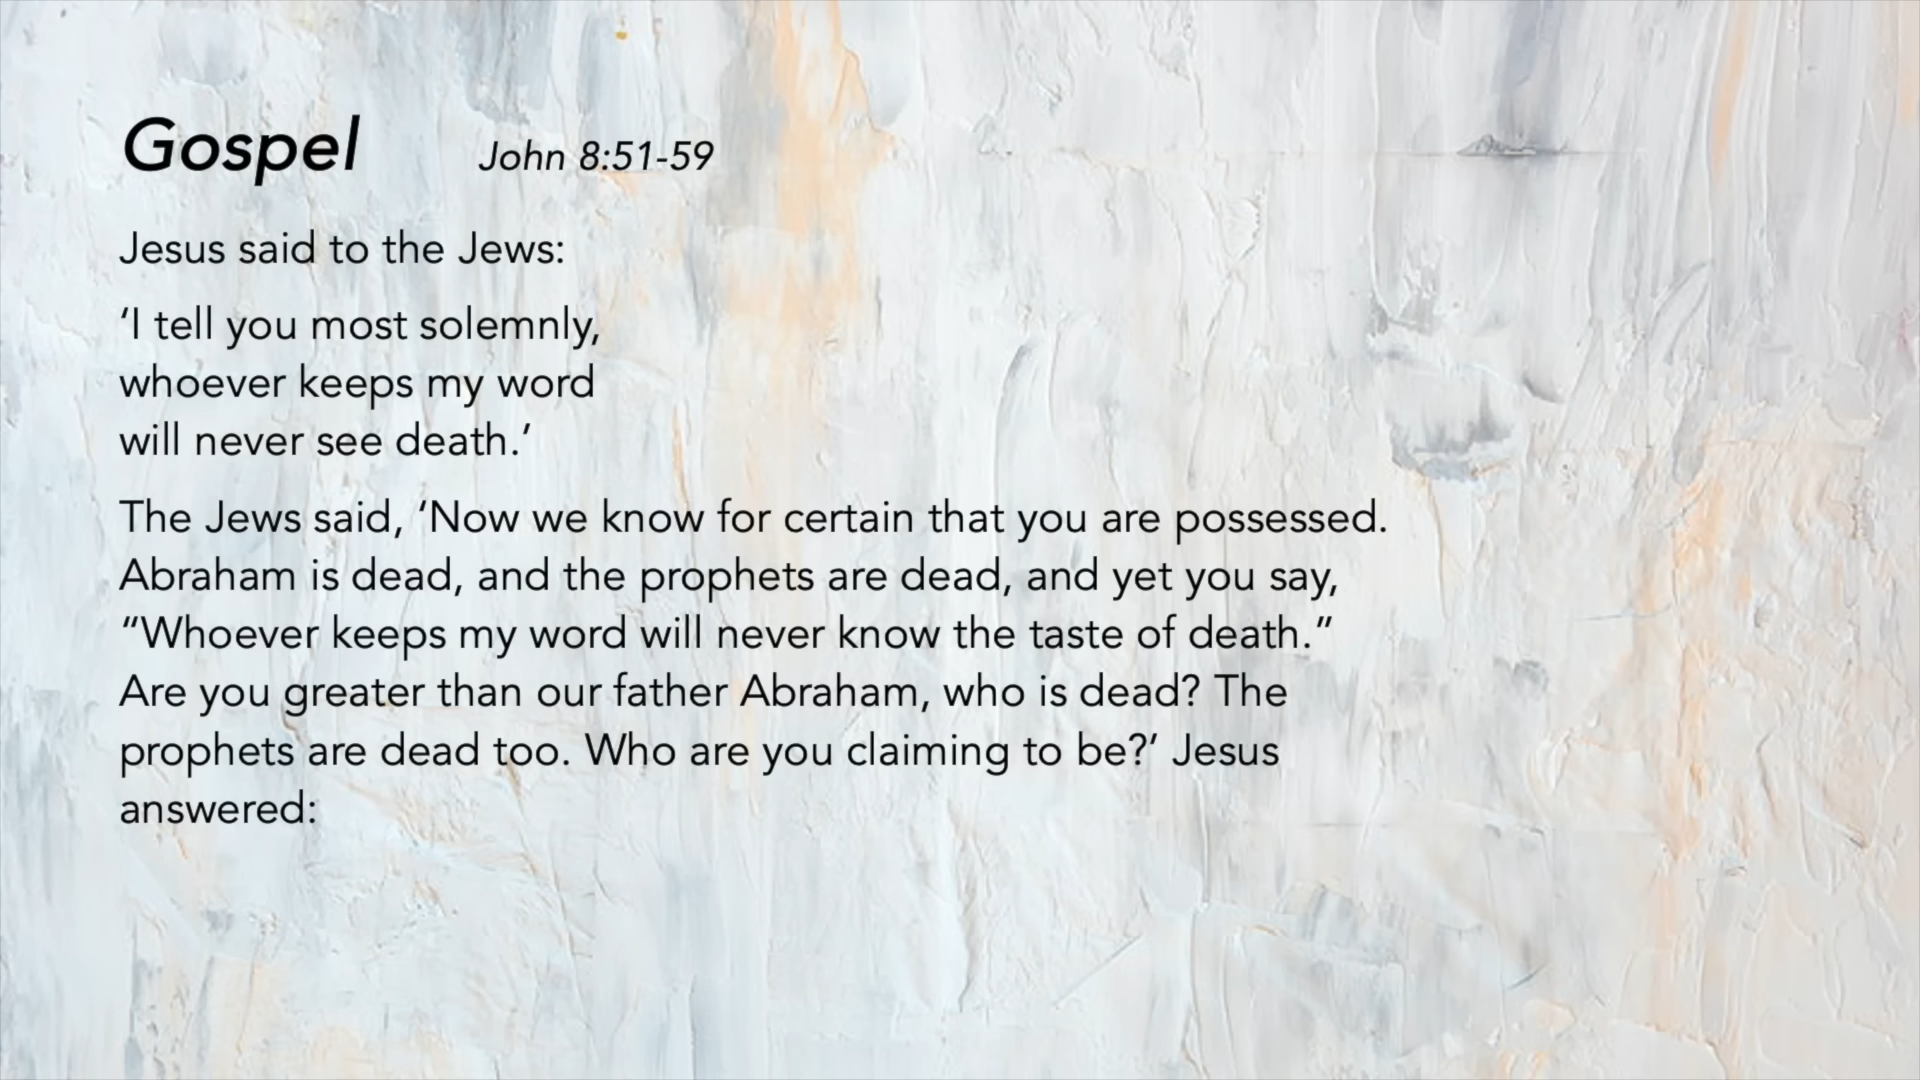 Gospel John 8:51-59
Jesus said to the Jews:
‘I tell you most solemnly,
whoever keeps my word
will never see death.’
The Jews said, ‘Now we know for certain that you are possessed.
Abraham is dead, and the prophets are dead, and yet you say,
“Whoever keeps my word will never know the taste of death.”
Are you greater than our father Abraham, who is dead? The
prophets are dead too. Who are you claiming to be?’ Jesus
answered: